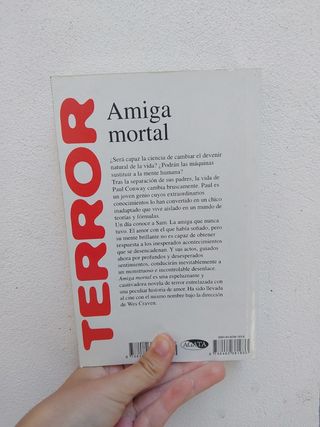 TERROR
Amiga
mortal
¿Será capaz la ciencia de cambiar el devenir
natural de la vida? ¿Podrán las máquinas
sustituir a la mente humana?
Tras la separación de sus padres, la vida de
Paul Conway cambia bruscamente. Paul es
un joven genio cuyos extraordinarios
conocimientos lo han convertido en un chico
inadaptado que vive aislado en un mundo de
teorías y fórmulas.
Un día conoce a Sam. La amiga que nunca
tuvo. El amor con el que había soñado, pero
su mente brillante no es capaz de obtener
respuesta a los inesperados acontecimientos
que se desencadenan. Y sus actos, guiados
ahora por profundos y desesperados
sentimientos, conducirán inevitablemente a
un monstruoso e incontrolable desenlace.
Amiga mortal es una espeluznante y
cautivadora novela de terror entrelazada con
una peculiar historia de amor. Ha sido llevada
al cine con el mismo nombre bajo la dirección
de Wes Craven.